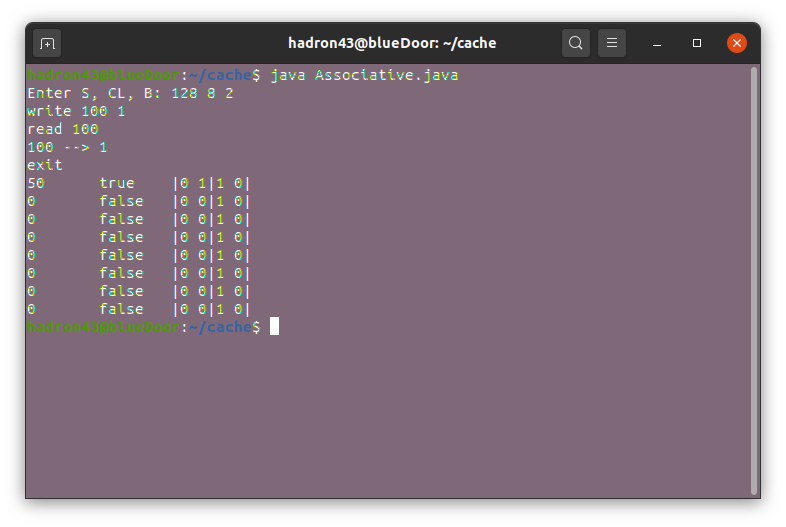 hadron43@blueDoor: ~/cache
hadron43@blueDoor:~/cache$ java Associative.java
Enter S, CL, B: 128 8 2
write 100 1
read 100
100 --> 1
exit
50 true |0 1|1 0|
0 false |0 0|1 0|
0 false |0 0|1 0|
0 false |0 0|1 0|
0 false |0 0|1 0|
0 false |0 0|1 0|
0 false |0 0|1 0|
0 false |0 0|1 0|
hadron43@blueDoor:~/cache$